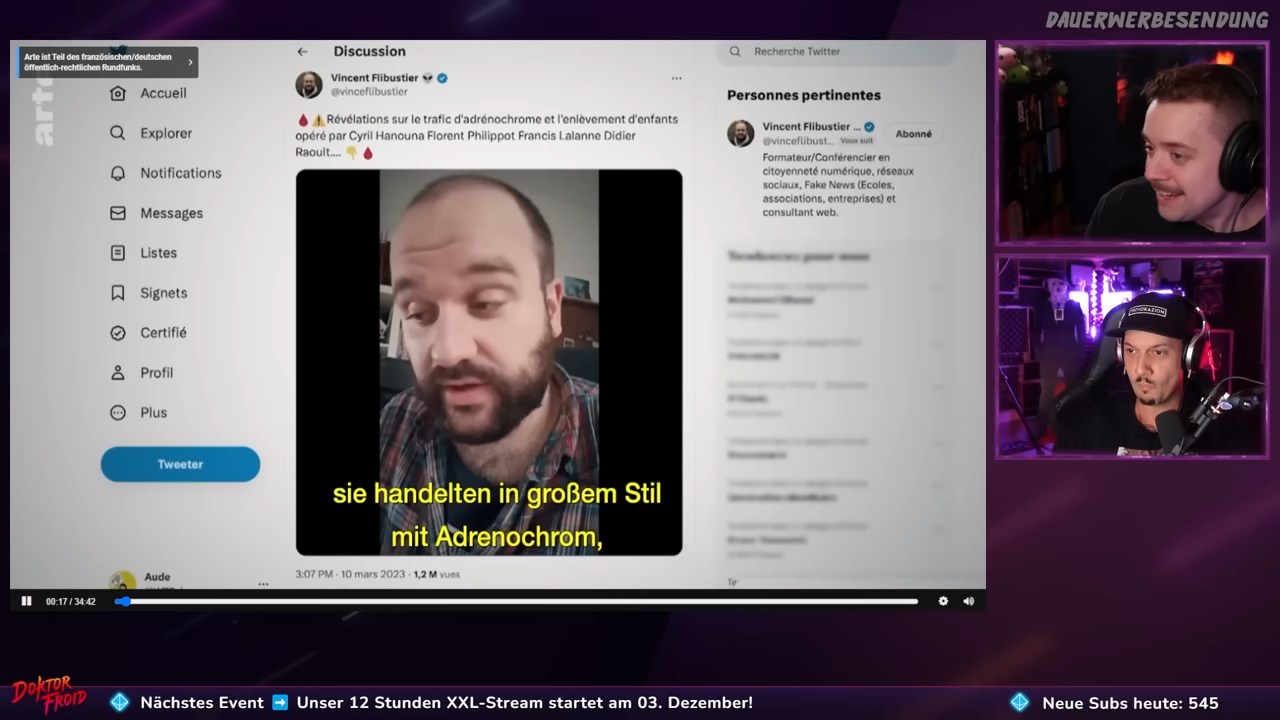 DAUERWERBESENDUNG
Arte ist Teil des französischen/deutschen
öffentlich-rechtlichen Rundfunks.
arte
Discussion
Recherche Twitter
Accueil
Explorer
Notifications
Messages
Listes
Signets
Certifié
Profil
Plus
Tweeter
Aude
Vincent Flibustier
@vinceflibustier
🩸⚠️Révélations sur le trafic d'adrénochrome et l'enlèvement d'enfants
opéré par Cyril Hanouna Florent Philippot Francis Lalanne Didier
Raoult.... 👇🩸
sie handelten in großem Stil
mit Adrenochrom,
3:07 PM · 10 mars 2023 · 1,2 M vues
Personnes pertinentes
Vincent Flibustier ...
@vinceflibust... Vous suit
Abonné
Formateur/Conférencier en
citoyenneté numérique, réseaux
sociaux, Fake News (Ecoles,
associations, entreprises) et
consultant web.
00:17 / 34:42
PROVOKAZION
DOKTOR
FROID
Nächstes Event ➡️ Unser 12 Stunden XXL-Stream startet am 03. Dezember!
Neue Subs heute: 545